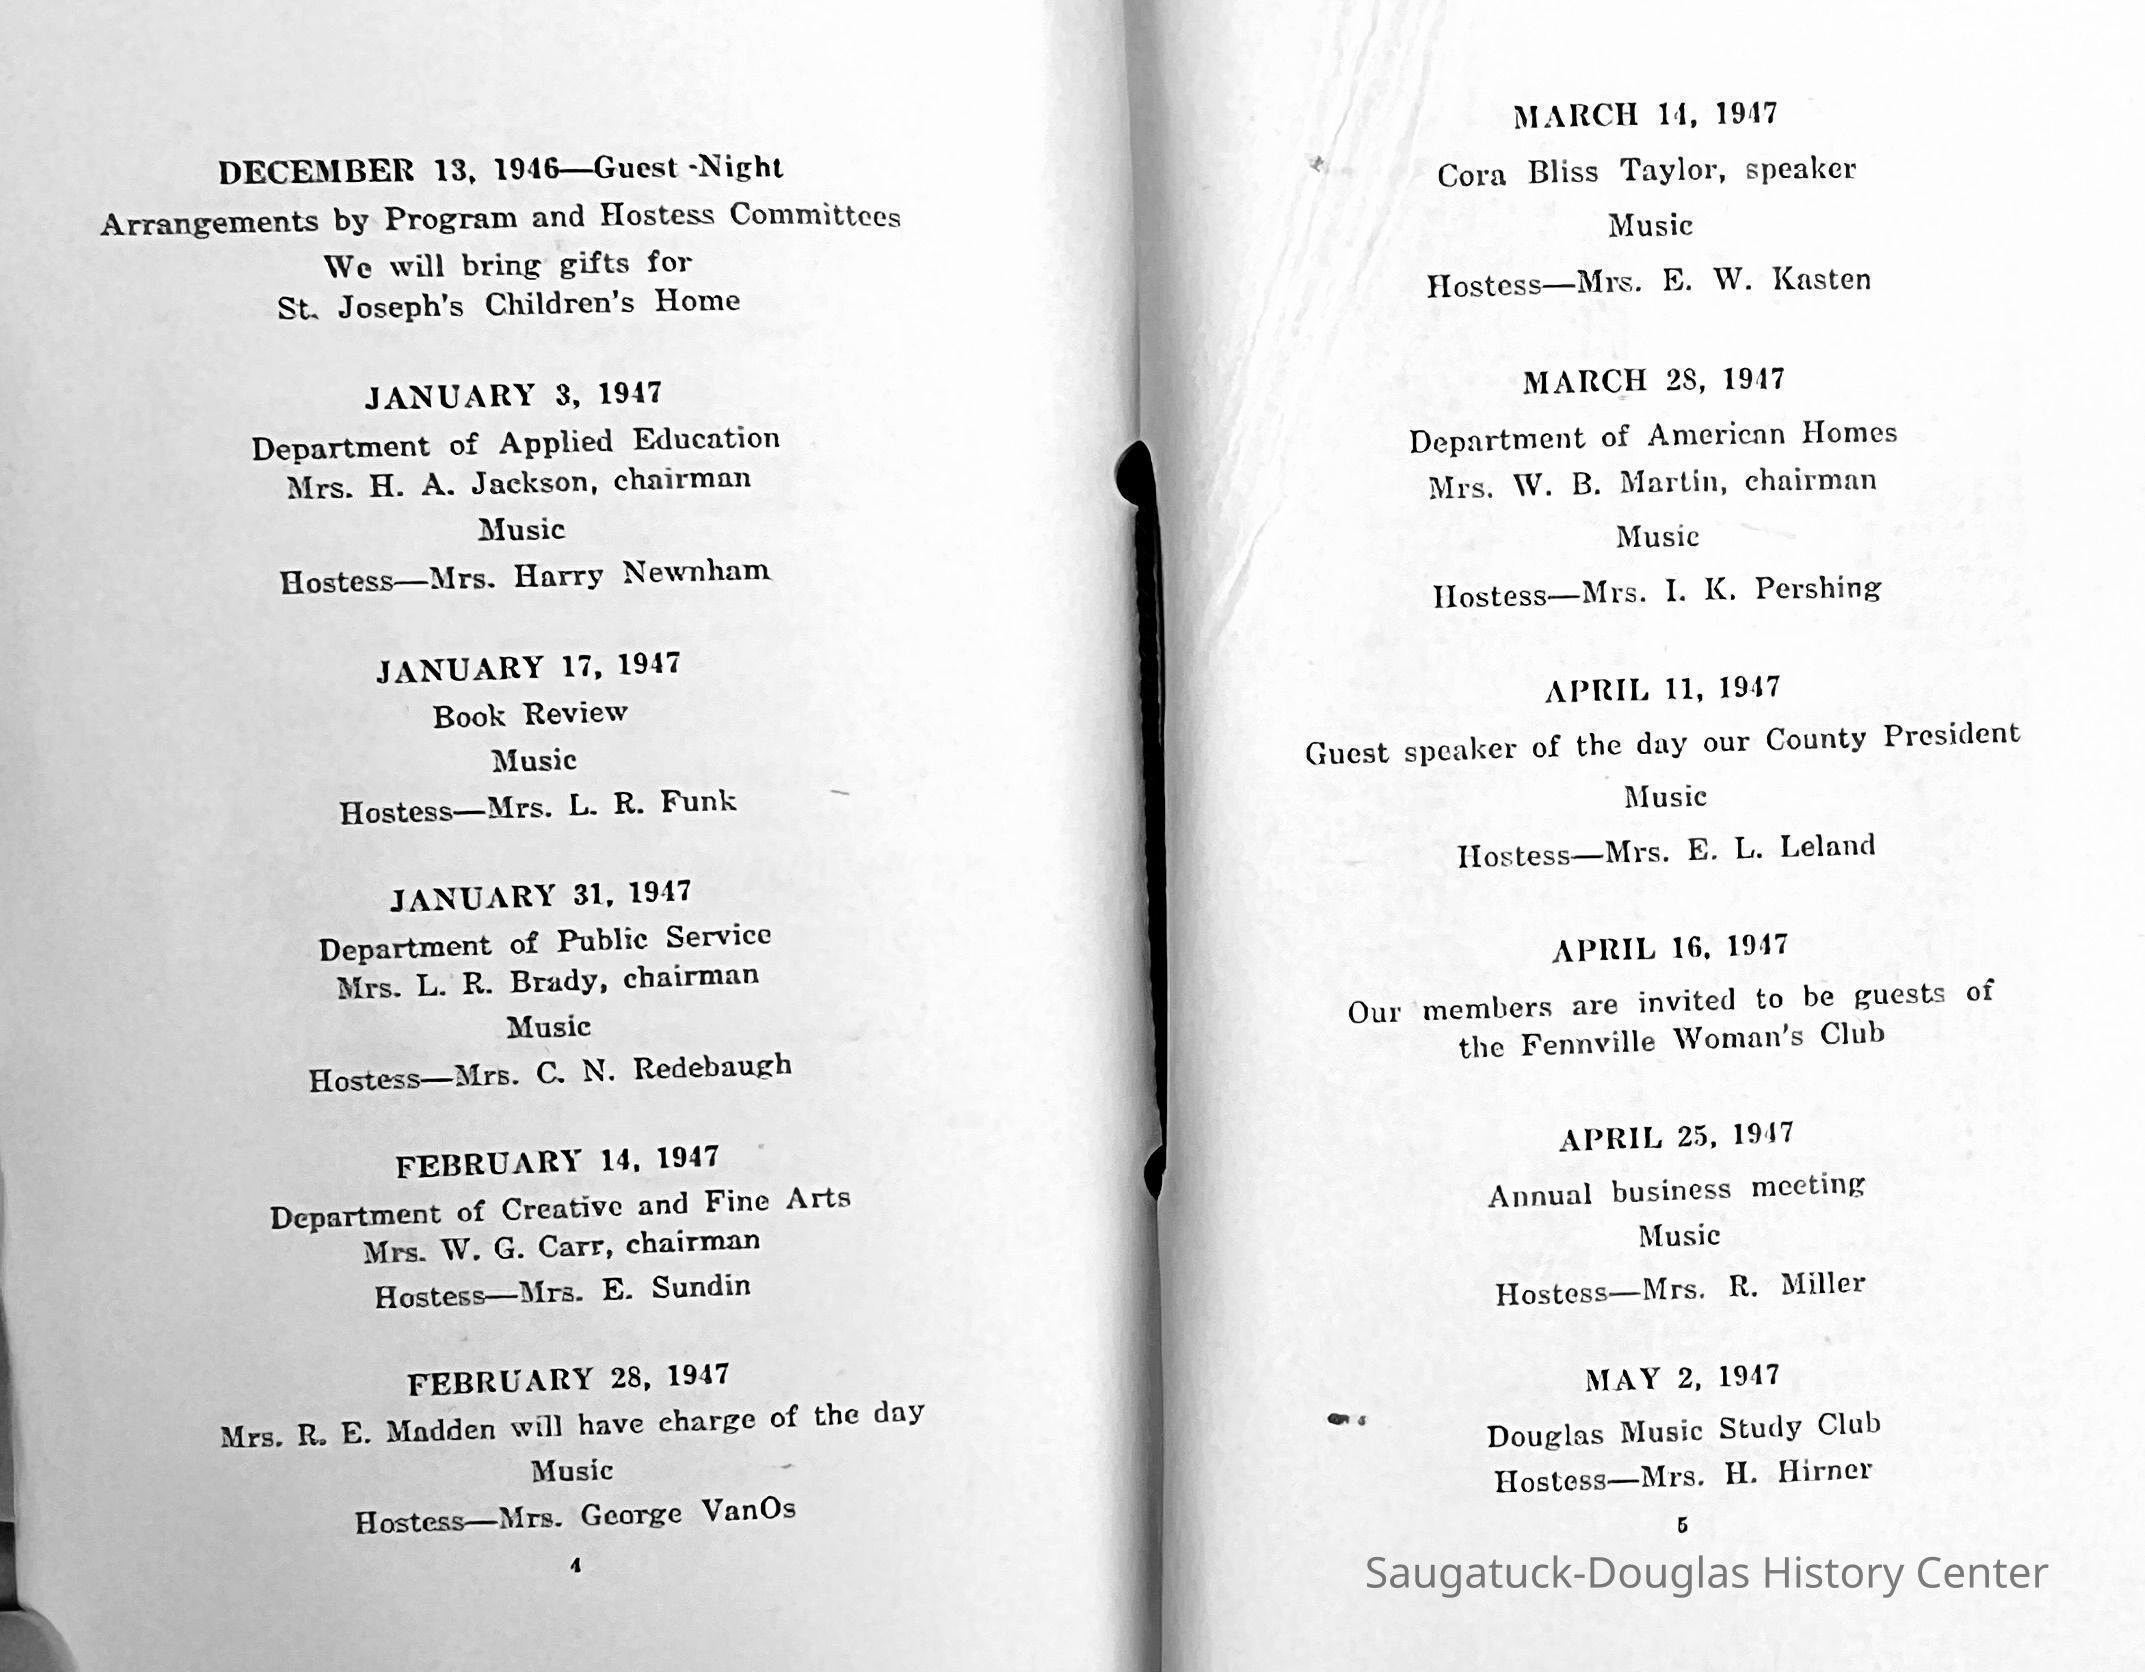 DECEMBER 13, 1946—Guest -Night
Arrangements by Program and Hostess Committees
We will bring gifts for
St. Joseph's Children's Home
JANUARY 3, 1947
Department of Applied Education
Mrs. H. A. Jackson, chairman
Music
Hostess—Mrs. Harry Newnham
JANUARY 17, 1947
Book Review
Music
Hostess—Mrs. L. R. Funk
JANUARY 31, 1947
Department of Public Service
Mrs. L. R. Brady, chairman
Music
Hostess—Mrs. C. N. Redebaugh
FEBRUARY 14, 1947
Department of Creative and Fine Arts
Mrs. W. G. Carr, chairman
Hostess—Mrs. E. Sundin
FEBRUARY 28, 1947
Mrs. R. E. Madden will have charge of the day
Music
Hostess—Mrs. George VanOs
4
MARCH 14, 1947
Cora Bliss Taylor, speaker
Music
Hostess—Mrs. E. W. Kasten
MARCH 28, 1947
Department of American Homes
Mrs. W. B. Martin, chairman
Music
Hostess—Mrs. I. K. Pershing
APRIL 11, 1947
Guest speaker of the day our County President
Music
Hostess—Mrs. E. L. Leland
APRIL 16, 1947
Our members are invited to be guests of
the Fennville Woman's Club
APRIL 25, 1947
Annual business meeting
Music
Hostess—Mrs. R. Miller
MAY 2, 1947
Douglas Music Study Club
Hostess—Mrs. H. Hirner
5
Saugatuck-Douglas History Center